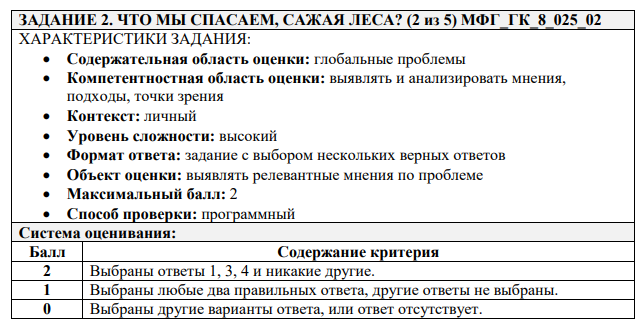 ЗАДАНИЕ 2. ЧТО МЫ СПАСАЕМ, САЖАЯ ЛЕСА? (2 из 5) МФГ_ГК_8_025_02
ХАРАКТЕРИСТИКИ ЗАДАНИЯ:
• Содержательная область оценки: глобальные проблемы
• Компетентностная область оценки: выявлять и анализировать мнения,
подходы, точки зрения
• Контекст: личный
• Уровень сложности: высокий
• Формат ответа: задание с выбором нескольких верных ответов
• Объект оценки: выявлять релевантные мнения по проблеме
• Максимальный балл: 2
• Способ проверки: программный
Система оценивания:
Балл Содержание критерия
2 Выбраны ответы 1, 3, 4 и никакие другие.
1 Выбраны любые два правильных ответа, другие ответы не выбраны.
0 Выбраны другие варианты ответа, или ответ отсутствует.